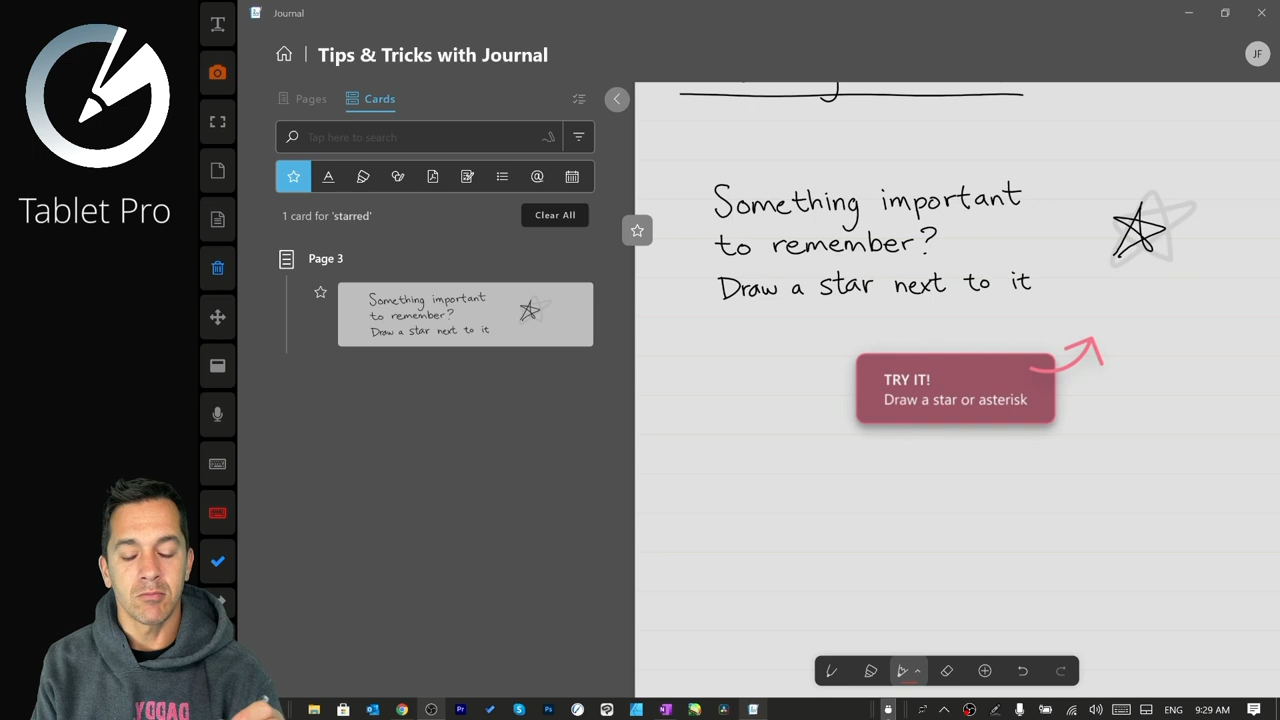 Journal
Tips & Tricks with Journal
JF
Pages
Cards
Tap here to search
1 card for 'starred'
Clear All
Page 3
Something important
to remember?
Draw a star next to it
Something important
to remember?
Draw a star next to it
TRY IT!
Draw a star or asterisk
Tablet Pro
DADDY
ENG
9:29 AM